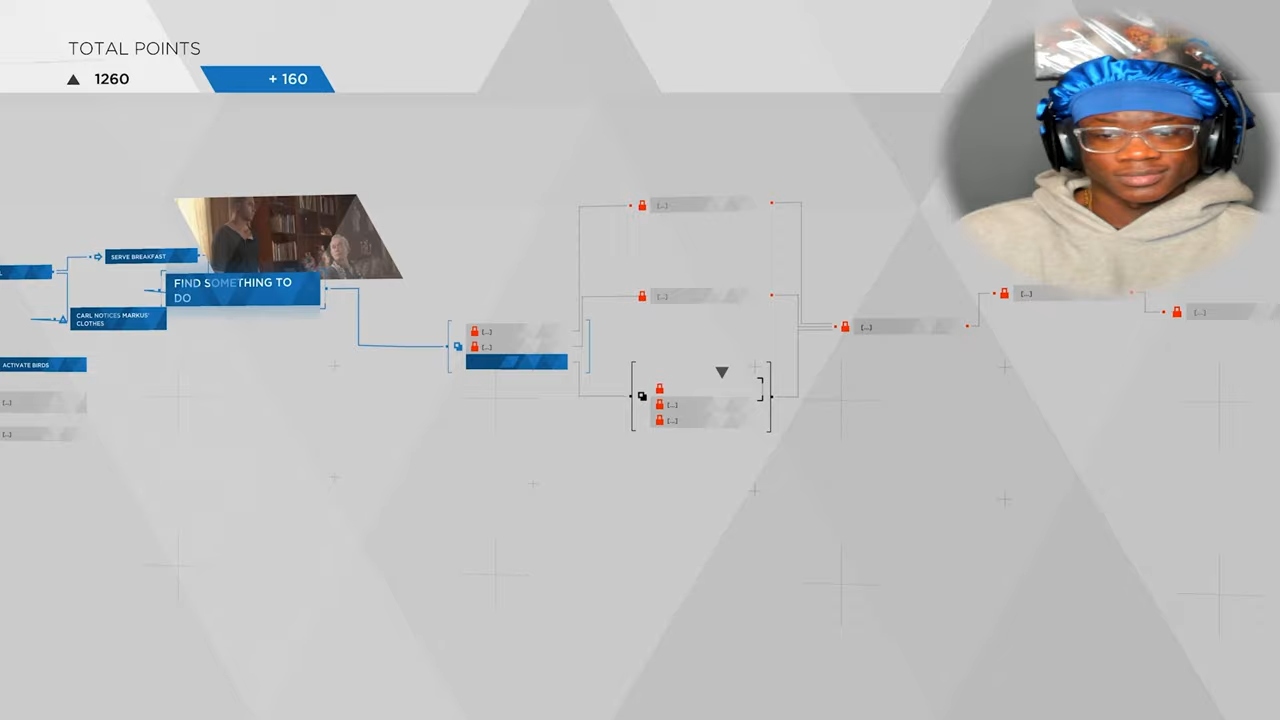 TOTAL POINTS
1260
+ 160
SERVE BREAKFAST
FIND SOMETHING TO
DO
CARL NOTICES MARKUS'
CLOTHES
ACTIVATE BIRDS
[...]
[...]
[...]
[...]
[...]
[...]
[...]
[...]
[...]
[...]
[...]